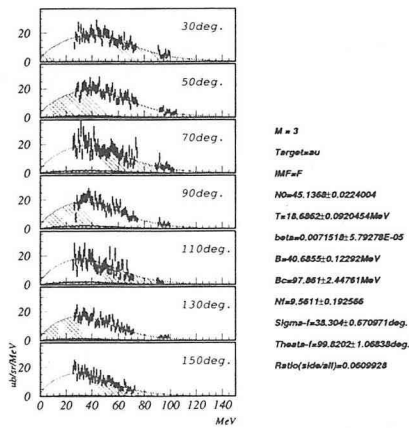 20
0
30deg.
20
0
50deg.
20
0
70deg.
20
0
90deg.
20
0
110deg.
20
0
130deg.
20
0
150deg.
0 20 40 60 80 100 120 140
MeV
ub/sr/MeV
M = 3
Target=au
IMF=F
N0=45.1368±0.0224004
T=18.6862±0.0920454MeV
beta=0.0071518±5.79278E-05
B=40.6855±0.12292MeV
Bc=97.861±2.44761MeV
Nf=9.5611±0.192566
Sigma-f=38.304±0.670971deg.
Theata-f=99.8202±1.06838deg.
Ratio(side/all)=0.0609928